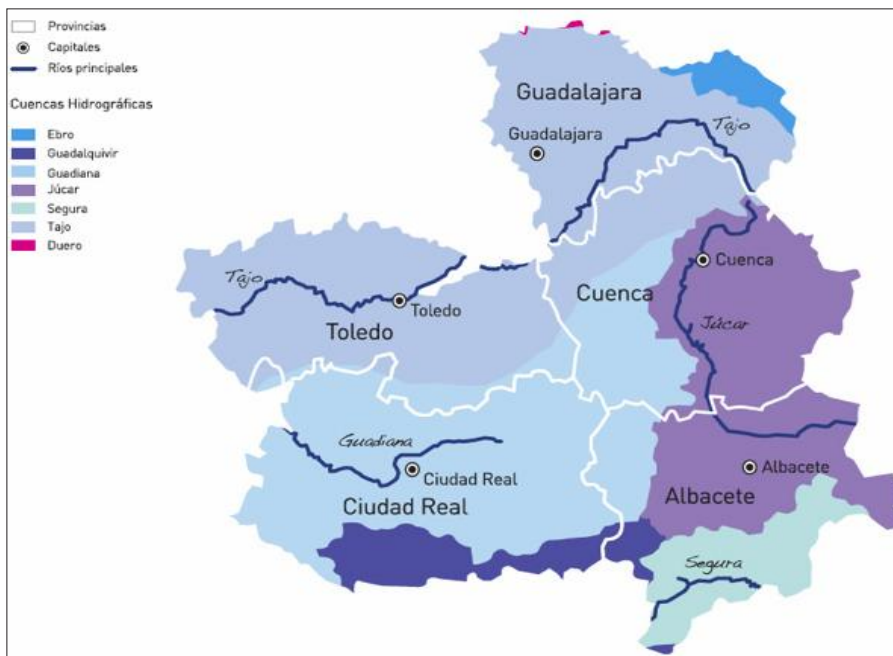 Provincias
Capitales
Ríos principales
Cuencas Hidrográficas
Ebro
Guadalquivir
Guadiana
Júcar
Segura
Tajo
Duero
Guadalajara
Guadalajara
Tajo
Cuenca
Cuenca
Júcar
Tajo
Toledo
Toledo
Guadiana
Ciudad Real
Ciudad Real
Albacete
Albacete
Segura